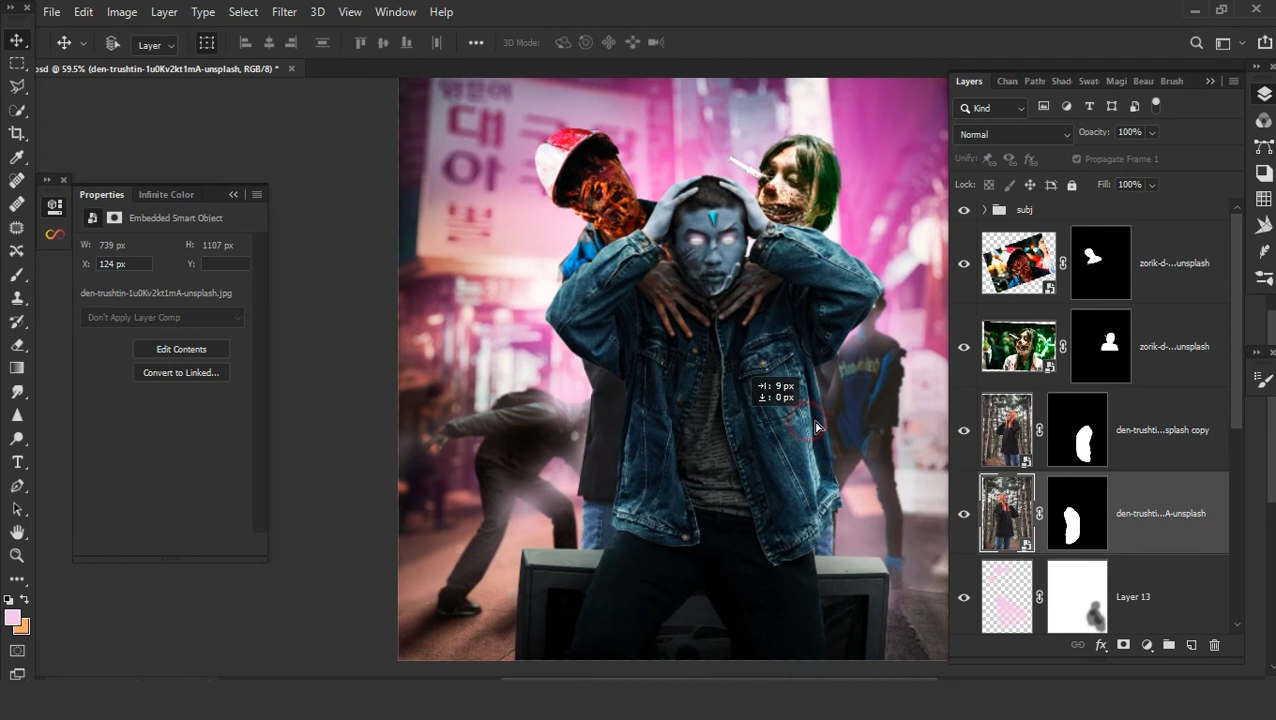 File Edit Image Layer Type Select Filter 3D View Window Help
Layer 3D Mode:
psd @ 59.5% (den-trushtin-1u0Kv2kt1mA-unsplash, RGB/8) *
Layers Chan Paths Shad Swat Magi Beau Brush
Kind
Normal Opacity: 100%
Unify: Propagate Frame 1
Lock: Fill: 100%
subj
zorik-d-...unsplash
zorik-d-...unsplash
den-trushti...splash copy
den-trushti...A-unsplash
Layer 13
Properties Infinite Color
Embedded Smart Object
W: 739 px H: 1107 px
X: 124 px Y:
den-trushtin-1u0Kv2kt1mA-unsplash.jpg
Don't Apply Layer Comp
Edit Contents
Convert to Linked...
9 px
0 px